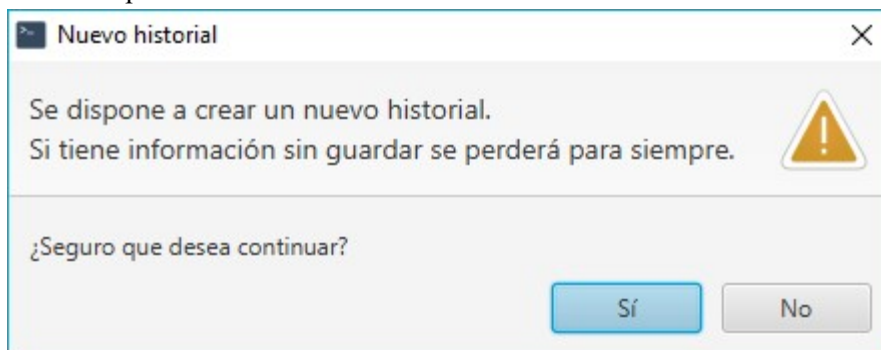 Nuevo historial
Se dispone a crear un nuevo historial.
Si tiene información sin guardar se perderá para siempre.
¿Seguro que desea continuar?
Sí No